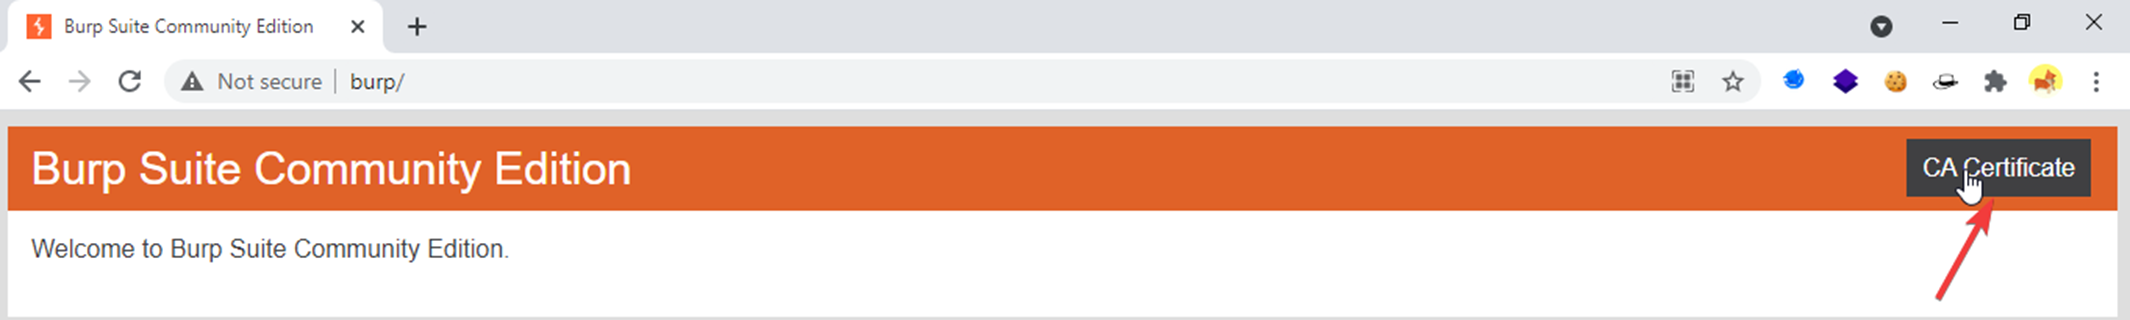 Burp Suite Community Edition
Not secure burp/
Burp Suite Community Edition
CA Certificate
Welcome to Burp Suite Community Edition.